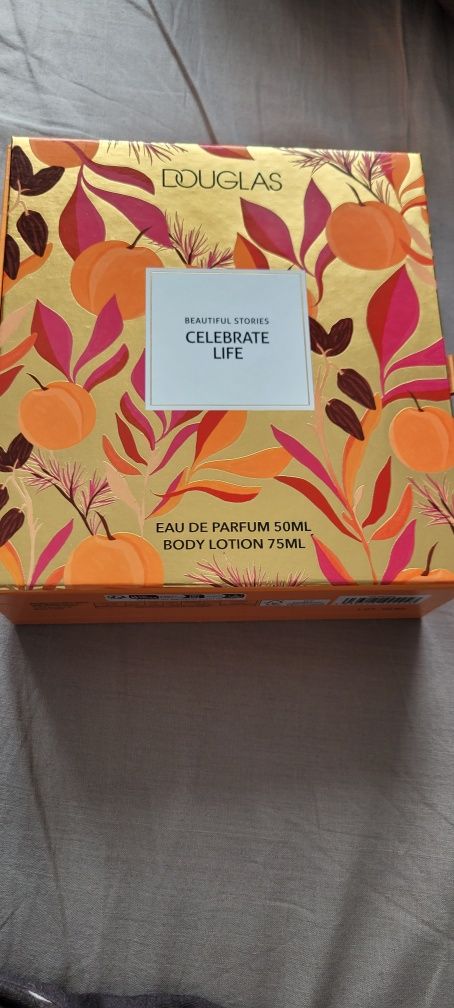 DOUGLAS
BEAUTIFUL STORIES
CELEBRATE
LIFE
EAU DE PARFUM 50ML
BODY LOTION 75ML